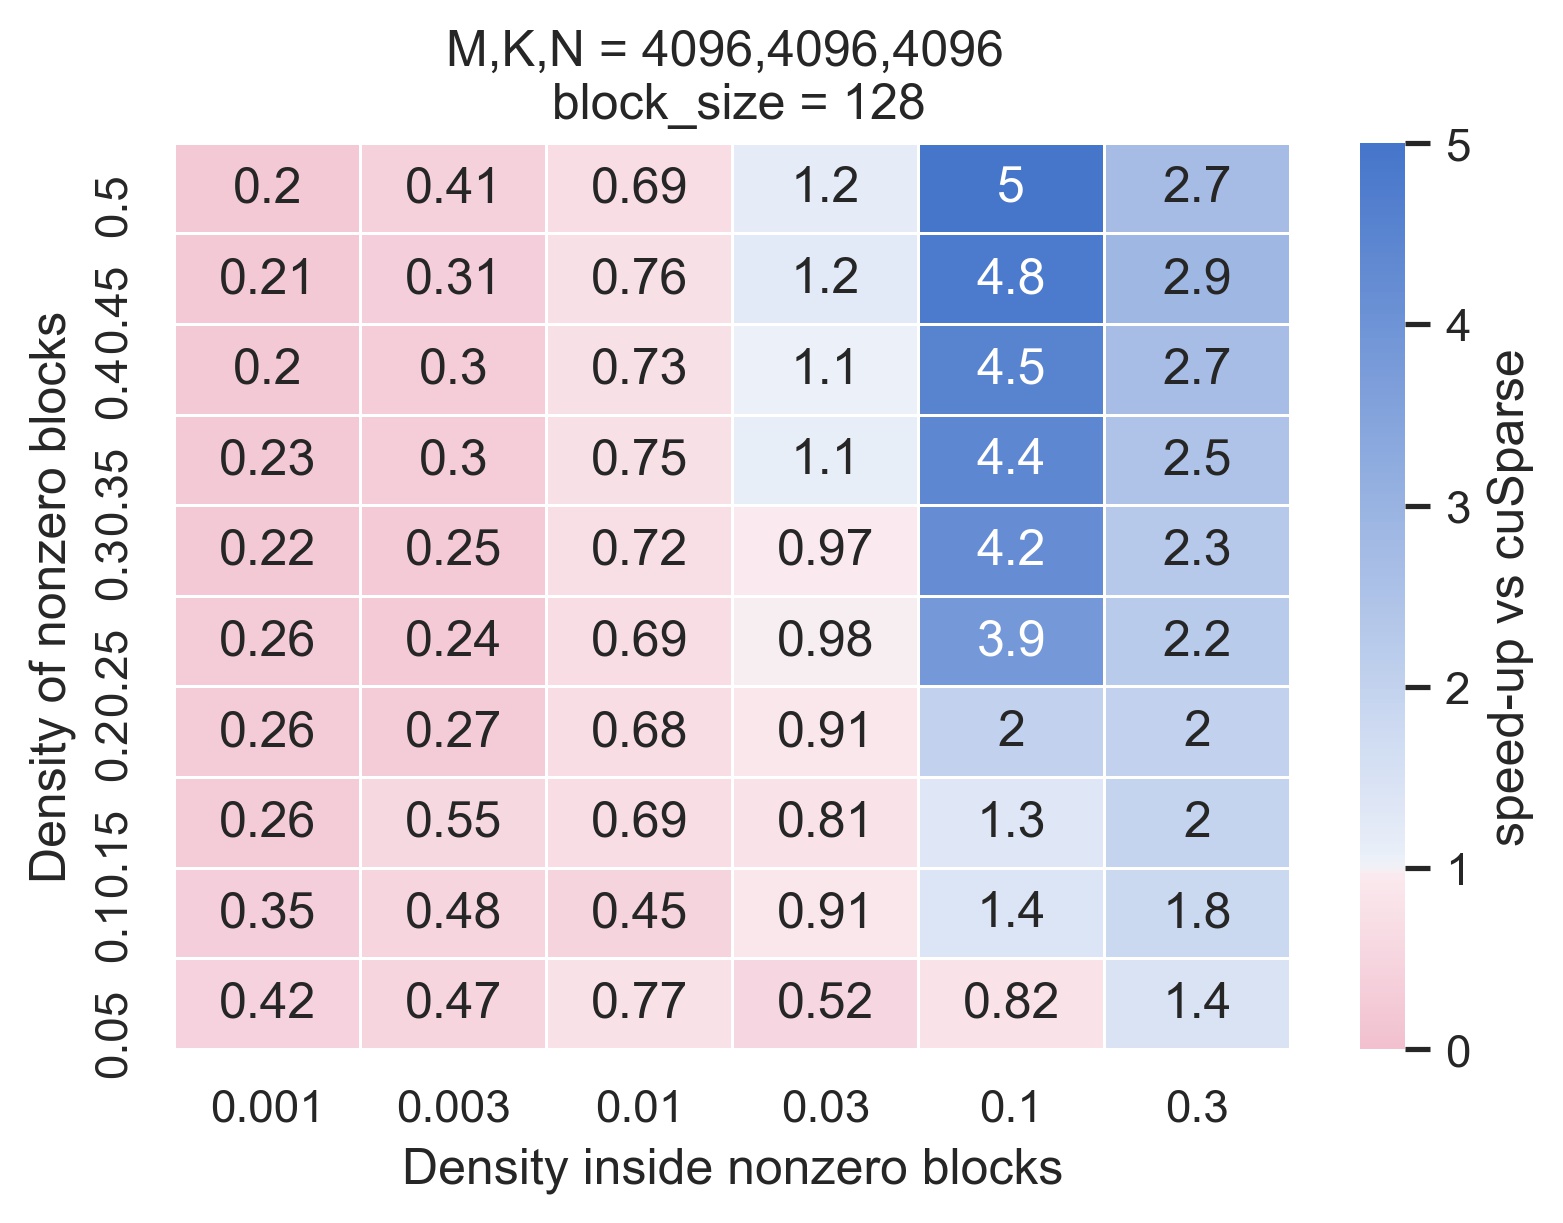 M,K,N = 4096,4096,4096
block_size = 128
0.5 0.2 0.41 0.69 1.2 5 2.7
0.45 0.21 0.31 0.76 1.2 4.8 2.9
0.4 0.2 0.3 0.73 1.1 4.5 2.7
0.35 0.23 0.3 0.75 1.1 4.4 2.5
0.30 0.22 0.25 0.72 0.97 4.2 2.3
0.25 0.26 0.24 0.69 0.98 3.9 2.2
0.20 0.26 0.27 0.68 0.91 2 2
0.15 0.26 0.55 0.69 0.81 1.3 2
0.10 0.35 0.48 0.45 0.91 1.4 1.8
0.05 0.42 0.47 0.77 0.52 0.82 1.4
0.001 0.003 0.01 0.03 0.1 0.3
Density inside nonzero blocks
Density of nonzero blocks
5
4
3
2
1
0
speed-up vs cuSparse